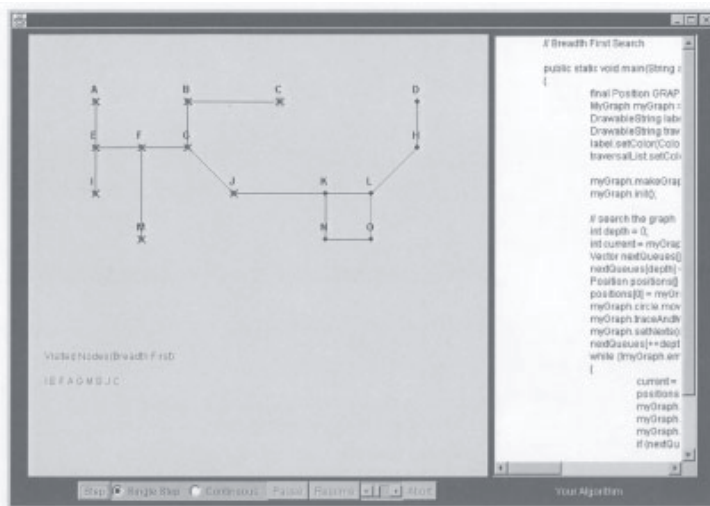 A B C D
E F G H
I J K L
M N O
Visited Nodes (Breadth First)
I E F A G M B J C
Step Single Step Continuous Pause Resume Abort
// Breadth First Search
public static void main(String a
{
final Position GRAP
MyGraph myGraph =
DrawableString labe
DrawableString trav
label.setColor(Colo
traversalList.setColo
myGraph.makeGrap
myGraph.init();
// search the graph
int depth = 0;
int current = myGrap
Vector nextQueues[]
nextQueues[depth] =
Position positions[]
positions[0] = myGr
myGraph.circle.mov
myGraph.traceAndM
myGraph.setNexts(c
nextQueues[++dept
while (!myGraph.em
{
current =
positions
myGraph.
myGraph.
myGraph.
if (nextQu
Your Algorithm